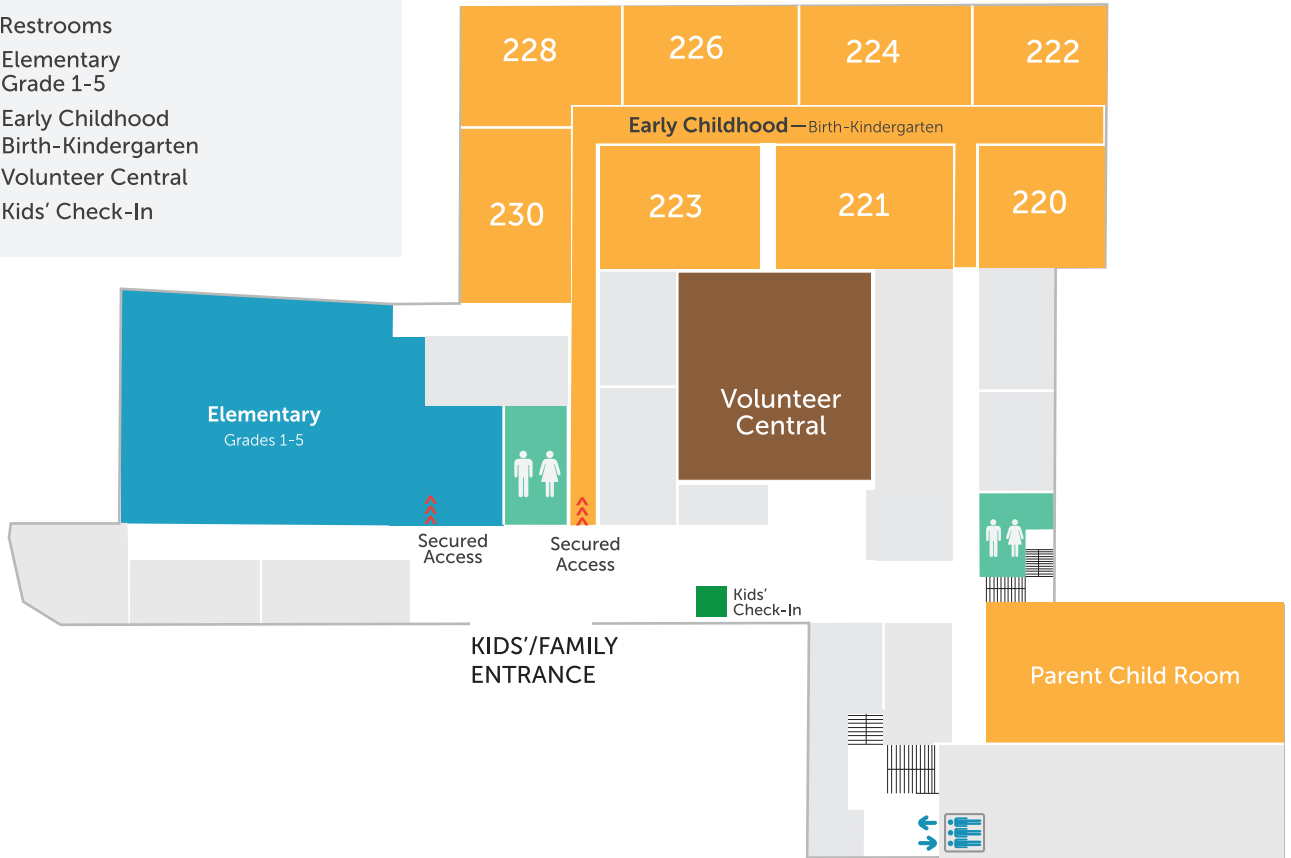 Restrooms
Elementary
Grade 1-5
Early Childhood
Birth-Kindergarten
Volunteer Central
Kids’ Check-In
228
226
224
222
Early Childhood—Birth-Kindergarten
230
223
221
220
Volunteer
Central
Elementary
Grades 1-5
Secured
Access
Secured
Access
Kids’
Check-In
KIDS’/FAMILY
ENTRANCE
Parent Child Room